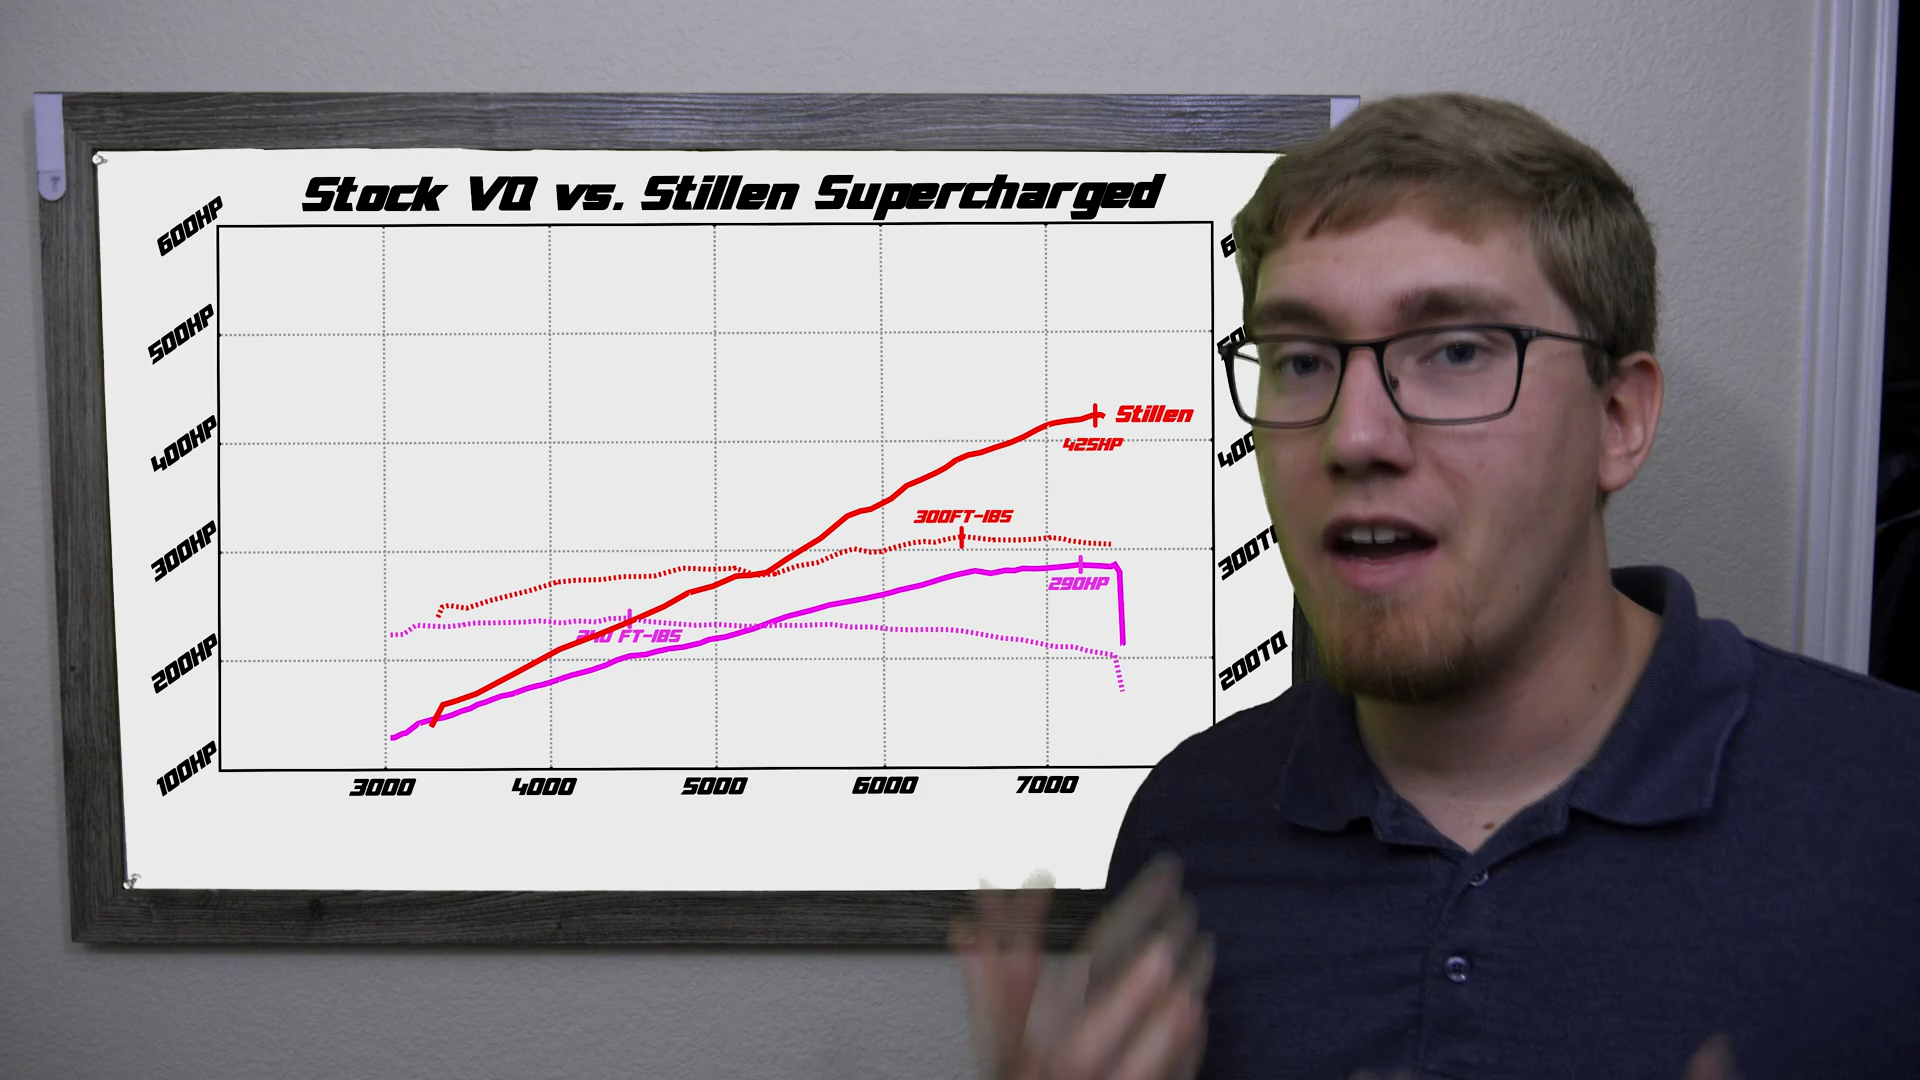 Stock VQ vs. Stillen Supercharged
600HP
500HP
400HP
300HP
200HP
100HP
Stillen
425HP
300FT-lBS
290HP
FT-lBS
300T
200TQ
3000
4000
5000
6000
7000